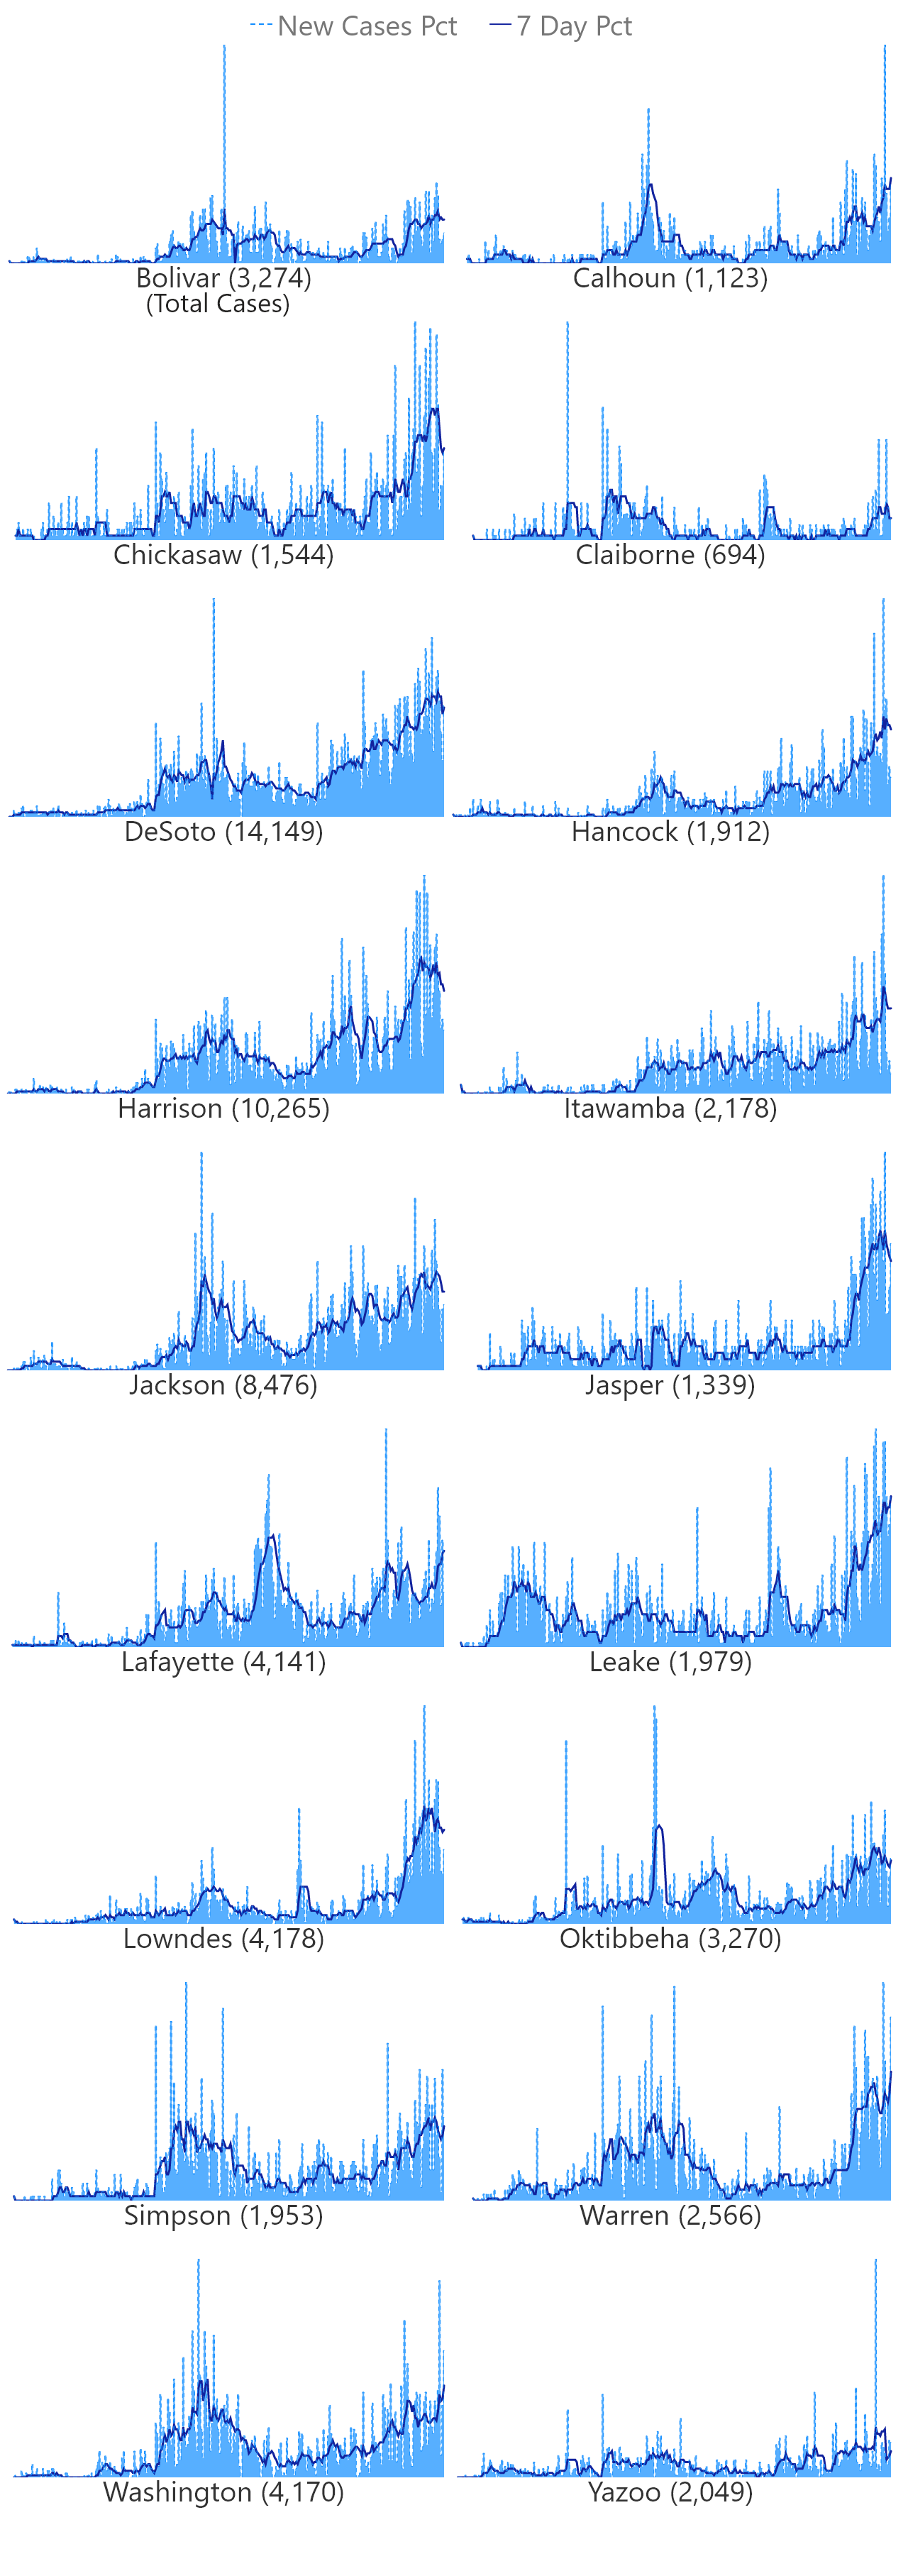 New Cases Pct 7 Day Pct
Bolivar (3,274) Calhoun (1,123)
(Total Cases)
Chickasaw (1,544) Claiborne (694)
DeSoto (14,149) Hancock (1,912)
Harrison (10,265) Itawamba (2,178)
Jackson (8,476) Jasper (1,339)
Lafayette (4,141) Leake (1,979)
Lowndes (4,178) Oktibbeha (3,270)
Simpson (1,953) Warren (2,566)
Washington (4,170) Yazoo (2,049)